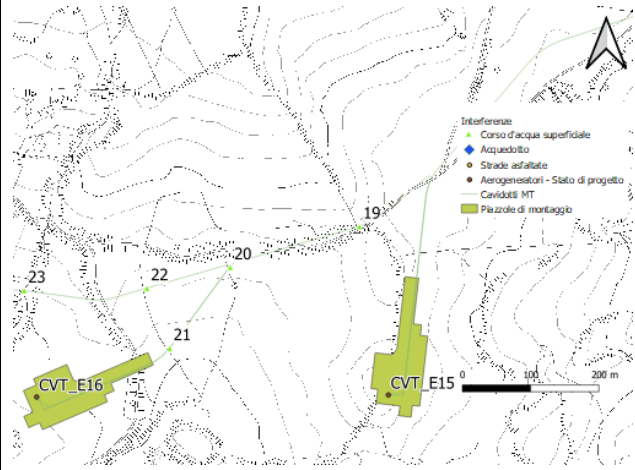 Interferenze
Corso d'acqua superficiale
Acquedotto
Strade asfaltate
Aerogeneratori - Stato di progetto
Cavidotti MT
Piazzole di montaggio
19
20
23
22
21
CVT_E16
CVT_E15
0 100 200 m